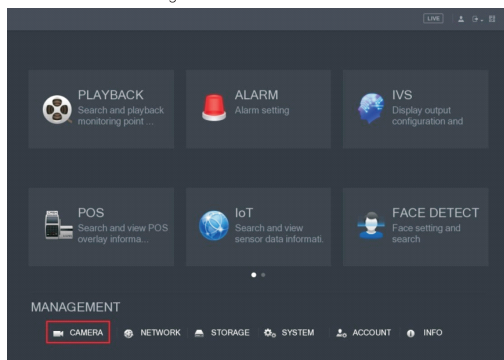 LIVE
PLAYBACK
Search and playback
monitoring point ...
ALARM
Alarm setting
IVS
Display output
configuration and
POS
Search and view POS
overlay informa...
IoT
Search and view
sensor data informati.
FACE DETECT
Face setting and
search
MANAGEMENT
CAMERA NETWORK STORAGE SYSTEM ACCOUNT INFO